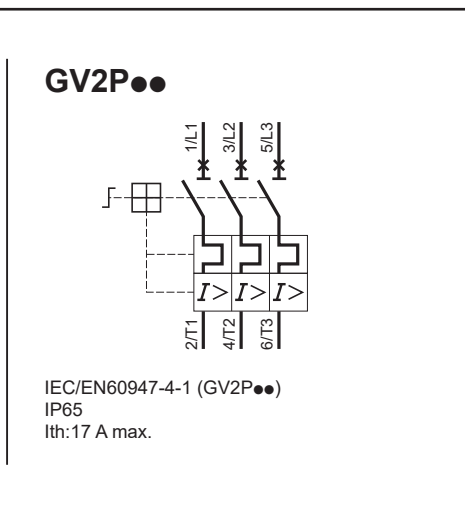 GV2P●●
1/L1 3/L2 5/L3
I> I> I>
2/T1 4/T2 6/T3
IEC/EN60947-4-1 (GV2P●●)
IP65
Ith:17 A max.